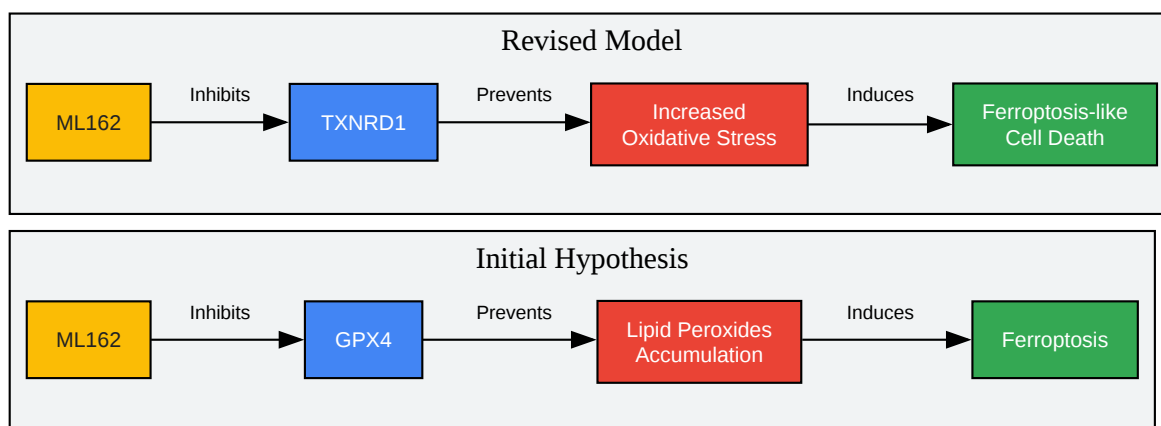 Revised Model
Inhibits
Prevents
Induces
ML162
TXNRD1
Increased
Oxidative Stress
Ferroptosis-like
Cell Death
Initial Hypothesis
Inhibits
Prevents
Induces
ML162
GPX4
Lipid Peroxides
Accumulation
Ferroptosis